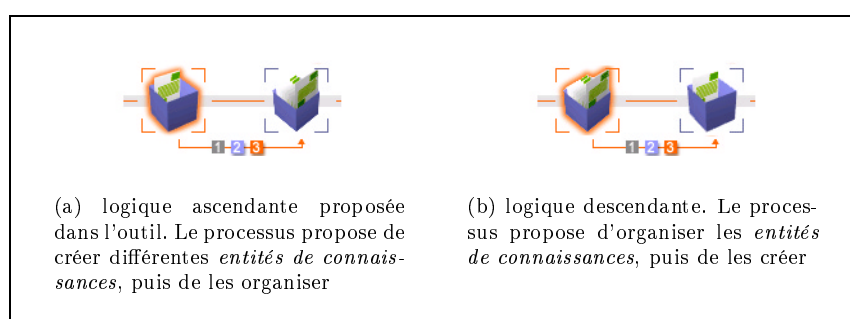 1 2 3
1 2 3
(a) logique ascendante proposée
dans l'outil. Le processus propose de
créer différentes entités de connais-
sances, puis de les organiser
(b) logique descendante. Le proces-
sus propose d'organiser les entités
de connaissances, puis de les créer